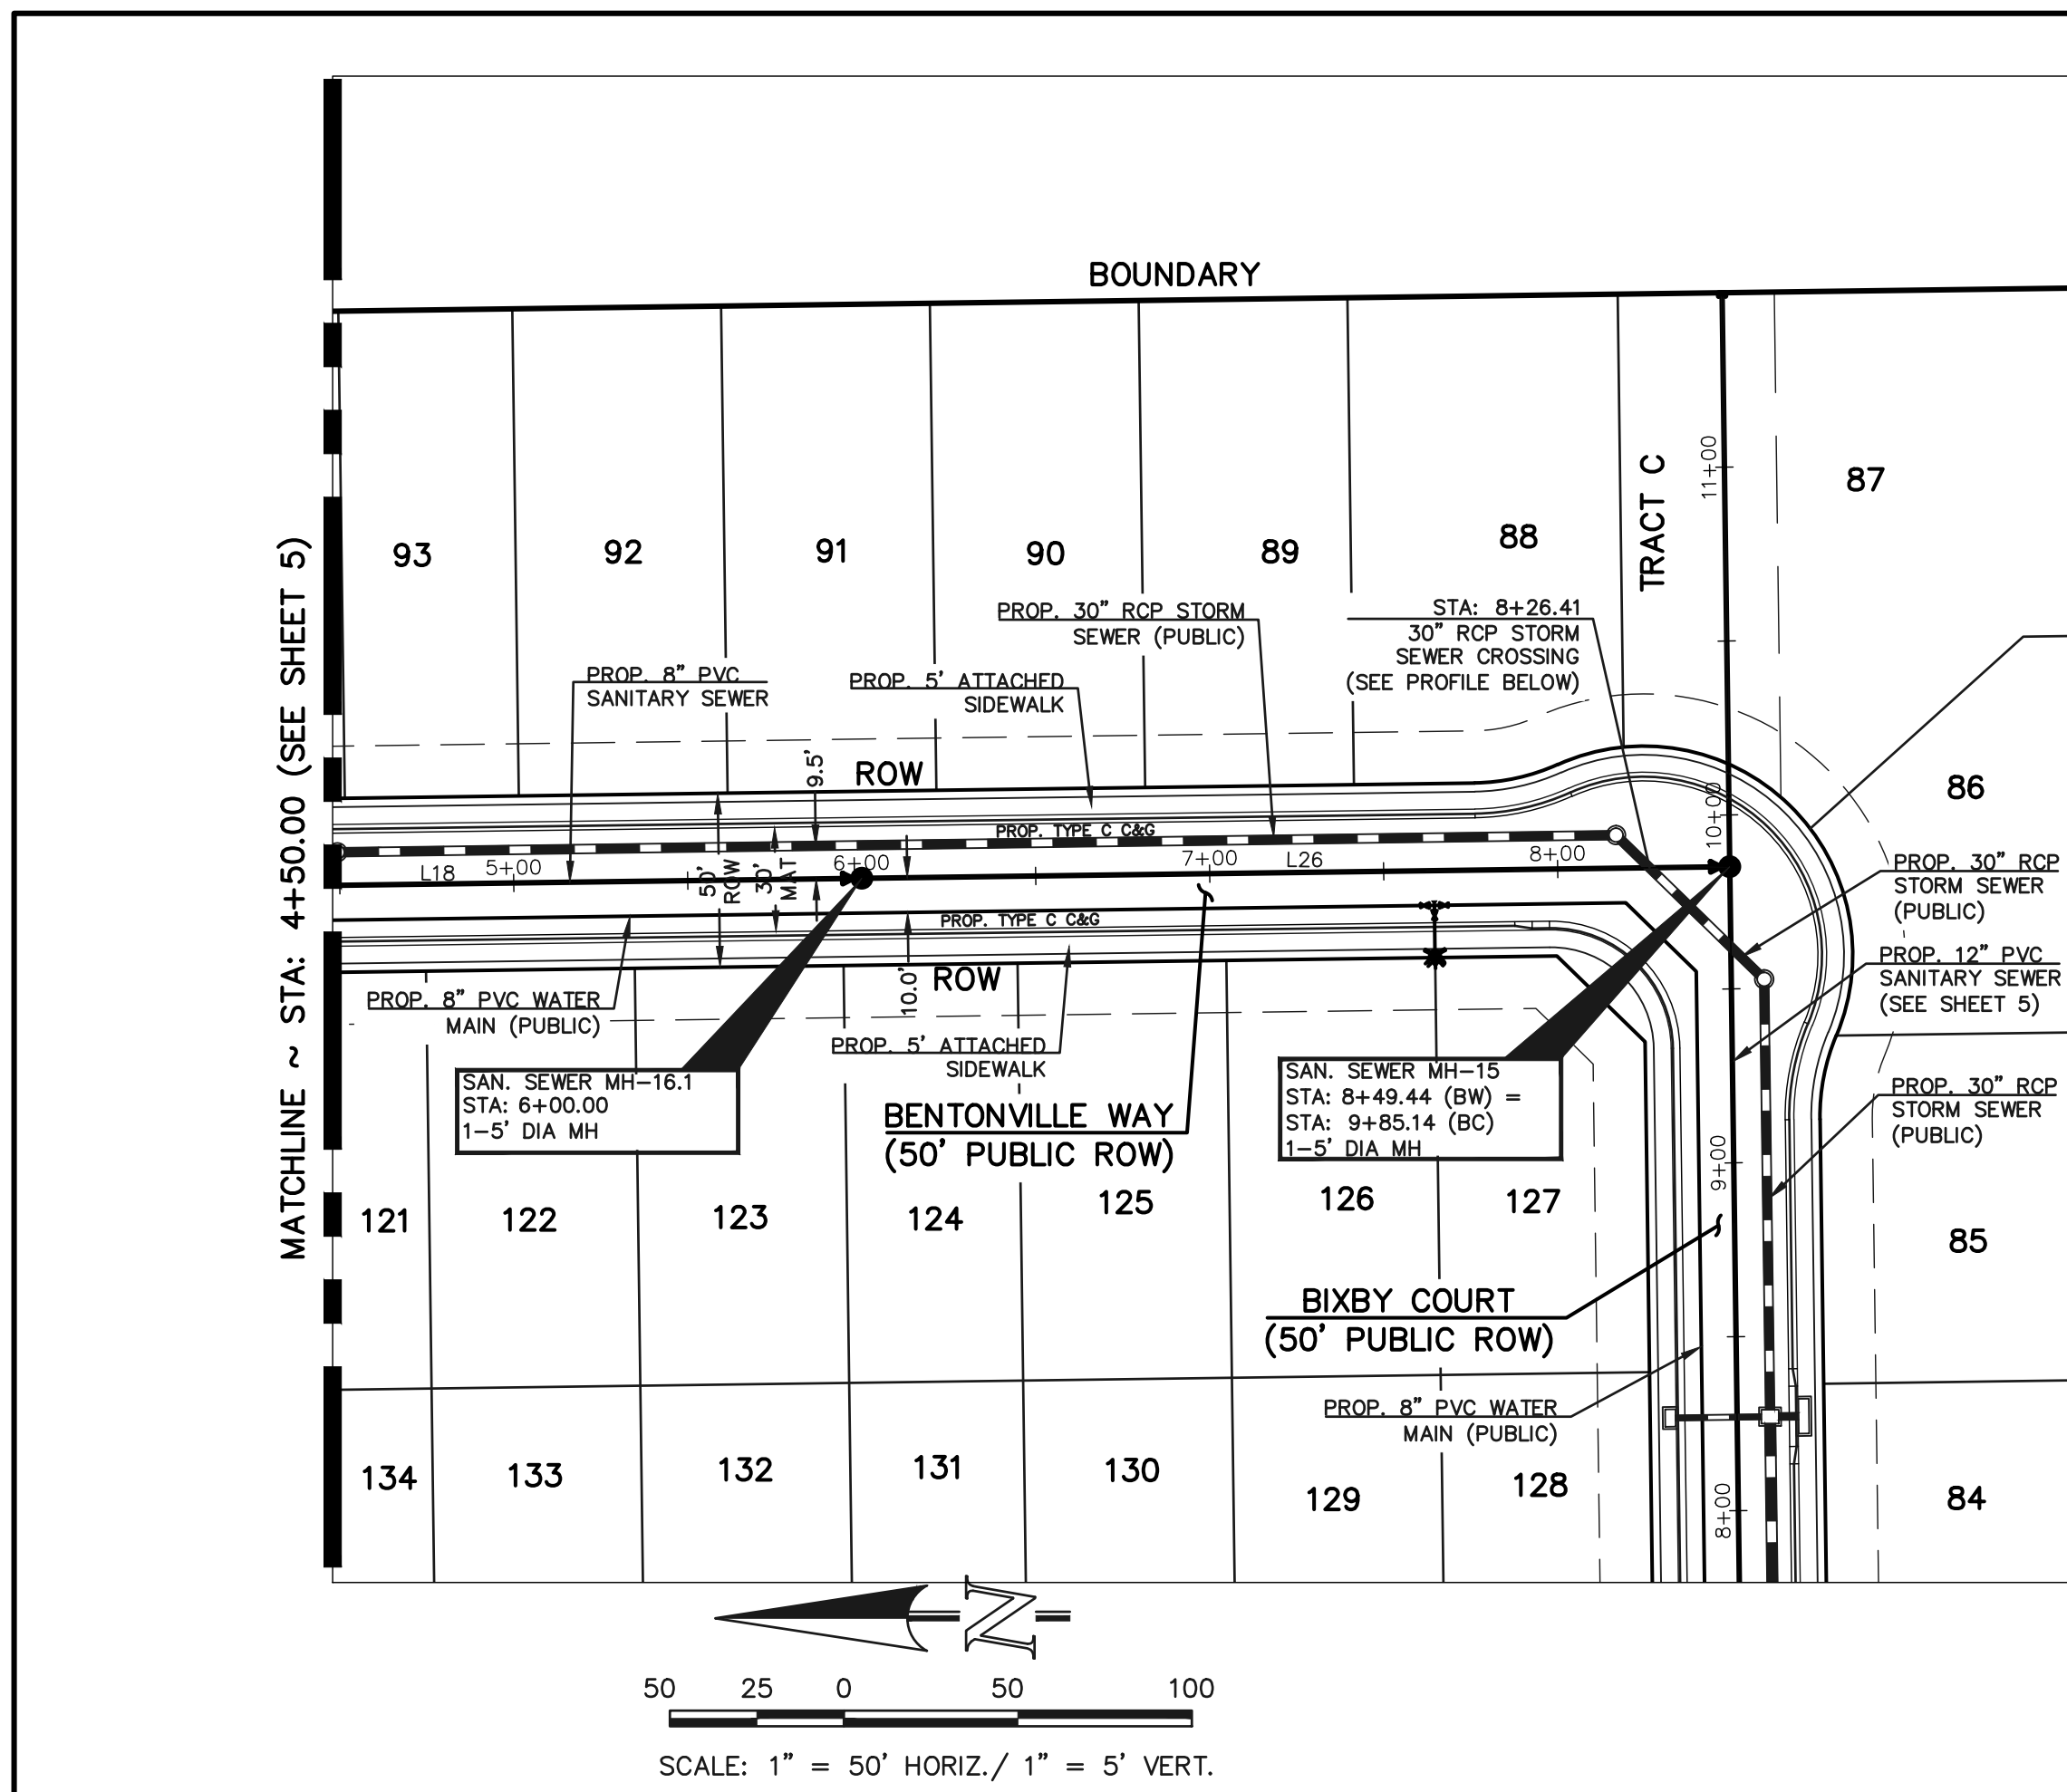 BOUNDARY
MATCHLINE ~ STA: 4+50.00 (SEE SHEET 5)
93
92
91
90
89
88
TRACT C
11+00
87
PROP. 30" RCP STORM
SEWER (PUBLIC)
STA: 8+26.41
30" RCP STORM
SEWER CROSSING
(SEE PROFILE BELOW)
PROP. 8" PVC
SANITARY SEWER
PROP. 5' ATTACHED
SIDEWALK
9.5'
ROW
86
10+00
PROP. TYPE C C&G
L18
5+00
50'
ROW
30'
MAT
6+00
7+00
L26
8+00
PROP. 30" RCP
STORM SEWER
(PUBLIC)
PROP. TYPE C C&G
10.0'
ROW
PROP. 12" PVC
SANITARY SEWER
(SEE SHEET 5)
PROP. 8" PVC WATER
MAIN (PUBLIC)
PROP. 5' ATTACHED
SIDEWALK
SAN. SEWER MH-16.1
STA: 6+00.00
1-5' DIA MH
SAN. SEWER MH-15
STA: 8+49.44 (BW) =
STA: 9+85.14 (BC)
1-5' DIA MH
PROP. 30" RCP
STORM SEWER
(PUBLIC)
BENTONVILLE WAY
(50' PUBLIC ROW)
9+00
121
122
123
124
125
126
127
85
BIXBY COURT
(50' PUBLIC ROW)
PROP. 8" PVC WATER
MAIN (PUBLIC)
134
133
132
131
130
129
128
8+00
84
N
50 25 0 50 100
SCALE: 1" = 50' HORIZ./ 1" = 5' VERT.